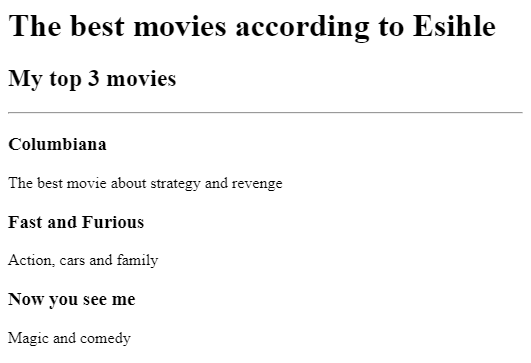 The best movies according to Esihle
My top 3 movies
Columbiana
The best movie about strategy and revenge
Fast and Furious
Action, cars and family
Now you see me
Magic and comedy